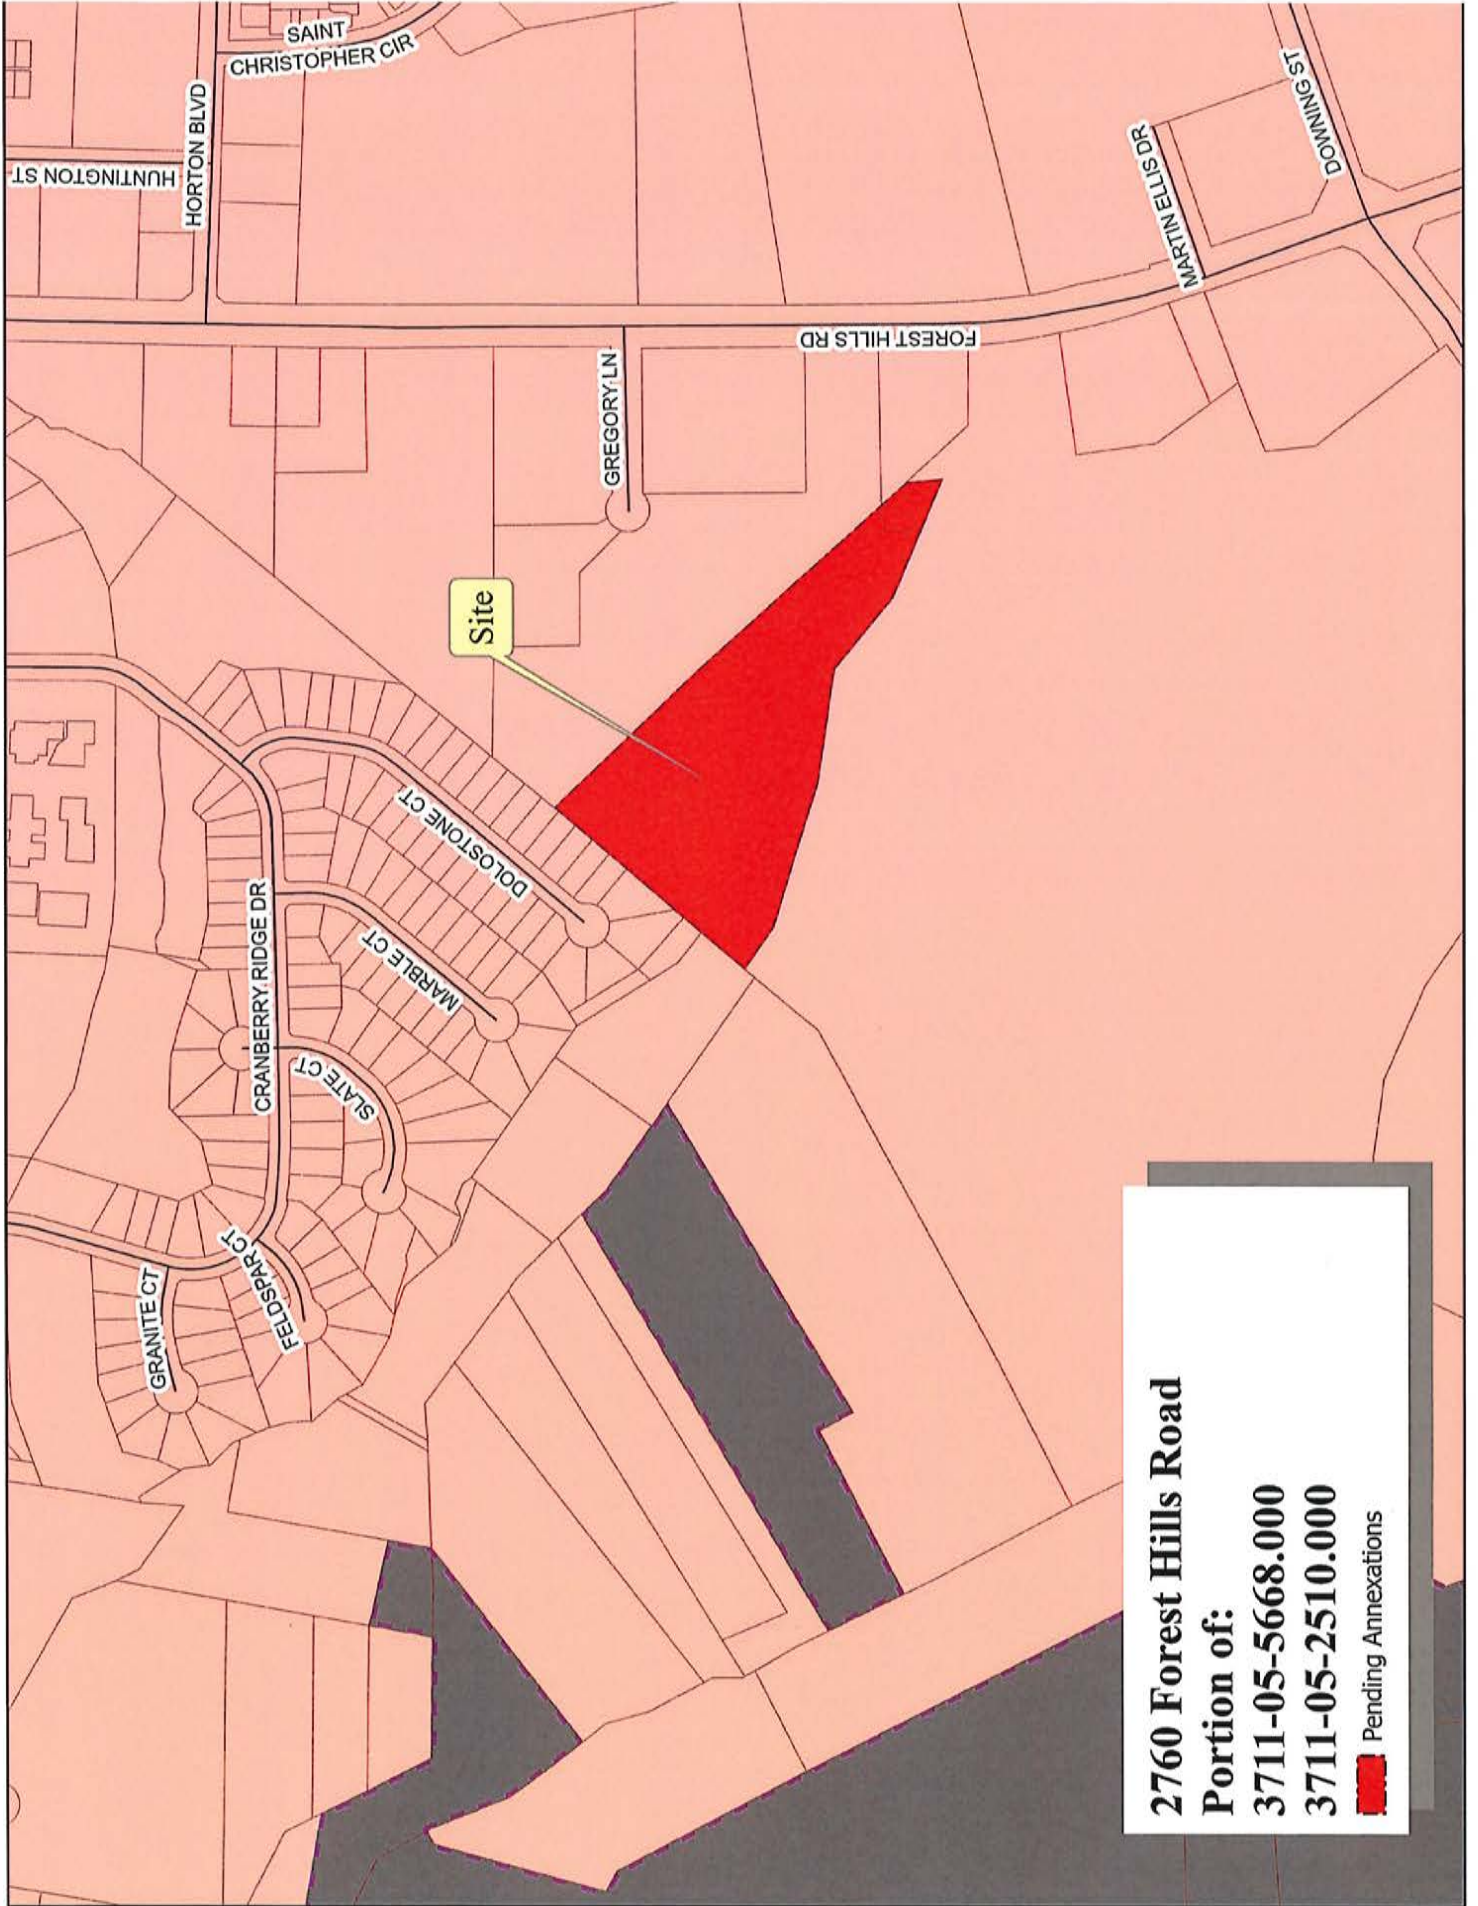 SAINT
CHRISTOPHER CIR
HORTON BLVD
HUNTINGTON ST
MARTIN ELLIS DR
DOWNING ST
FOREST HILLS RD
GREGORY LN
Site
DOLOSTONE CT
MARBLE CT
CRANBERRY RIDGE DR
SLATE CT
FELDSPAR CT
GRANITE CT
2760 Forest Hills Road
Portion of:
3711-05-5668.000
3711-05-2510.000
Pending Annexations